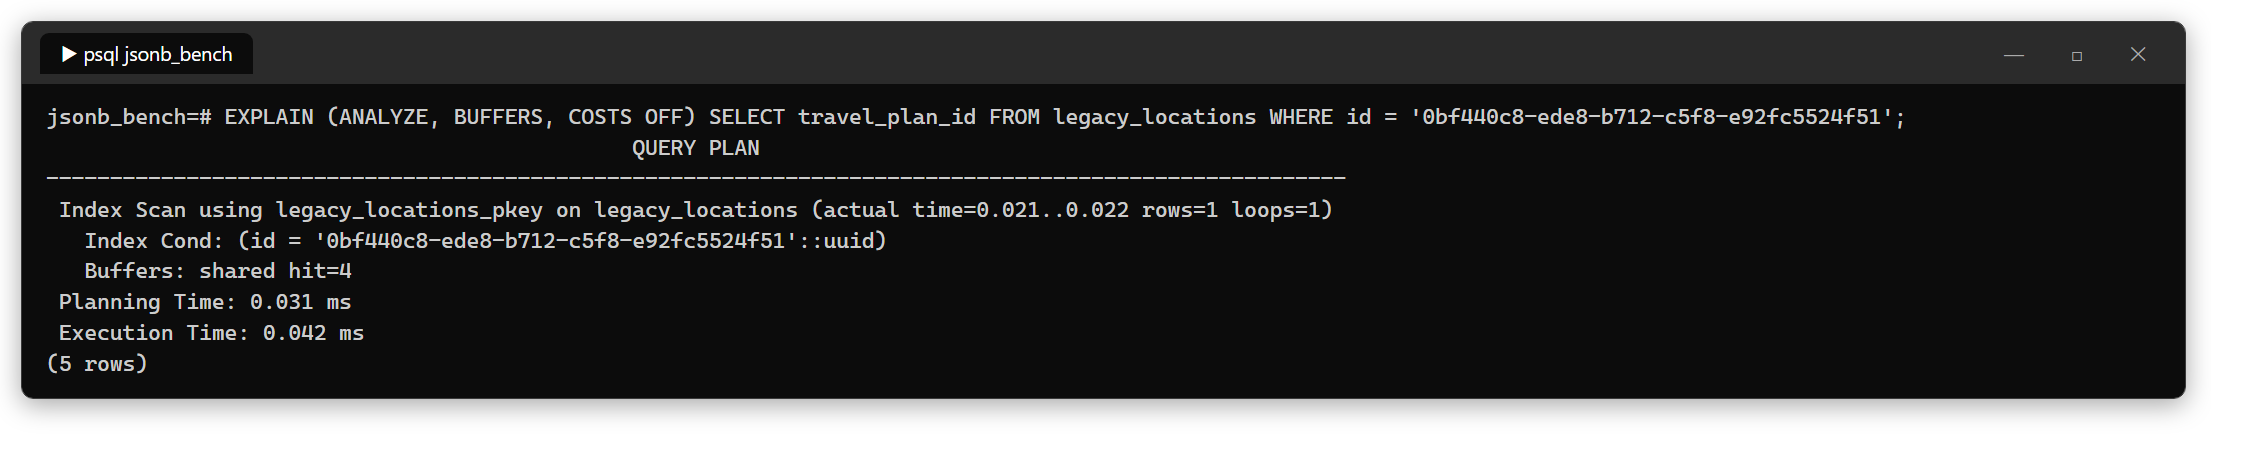 ▶ psql jsonb_bench
jsonb_bench=# EXPLAIN (ANALYZE, BUFFERS, COSTS OFF) SELECT travel_plan_id FROM legacy_locations WHERE id = '0bf440c8-ede8-b712-c5f8-e92fc5524f51';
QUERY PLAN
------------------------------------------------------------------------------------------------------
Index Scan using legacy_locations_pkey on legacy_locations (actual time=0.021..0.022 rows=1 loops=1)
Index Cond: (id = '0bf440c8-ede8-b712-c5f8-e92fc5524f51'::uuid)
Buffers: shared hit=4
Planning Time: 0.031 ms
Execution Time: 0.042 ms
(5 rows)